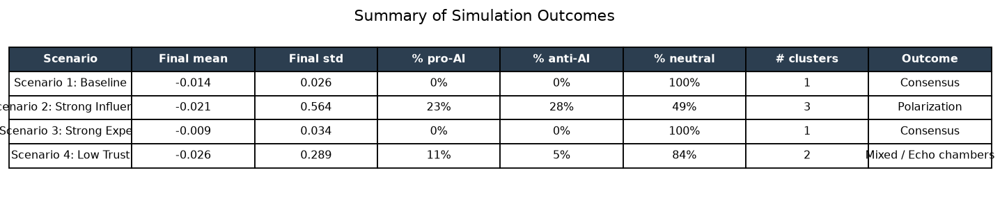 Summary of Simulation Outcomes
Scenario Final mean Final std % pro-AI % anti-AI % neutral # clusters Outcome
Scenario 1: Baseline -0.014 0.026 0% 0% 100% 1 Consensus
cenario 2: Strong Influen -0.021 0.564 23% 28% 49% 3 Polarization
Scenario 3: Strong Expe -0.009 0.034 0% 0% 100% 1 Consensus
Scenario 4: Low Trust -0.026 0.289 11% 5% 84% 2 Mixed / Echo chambers